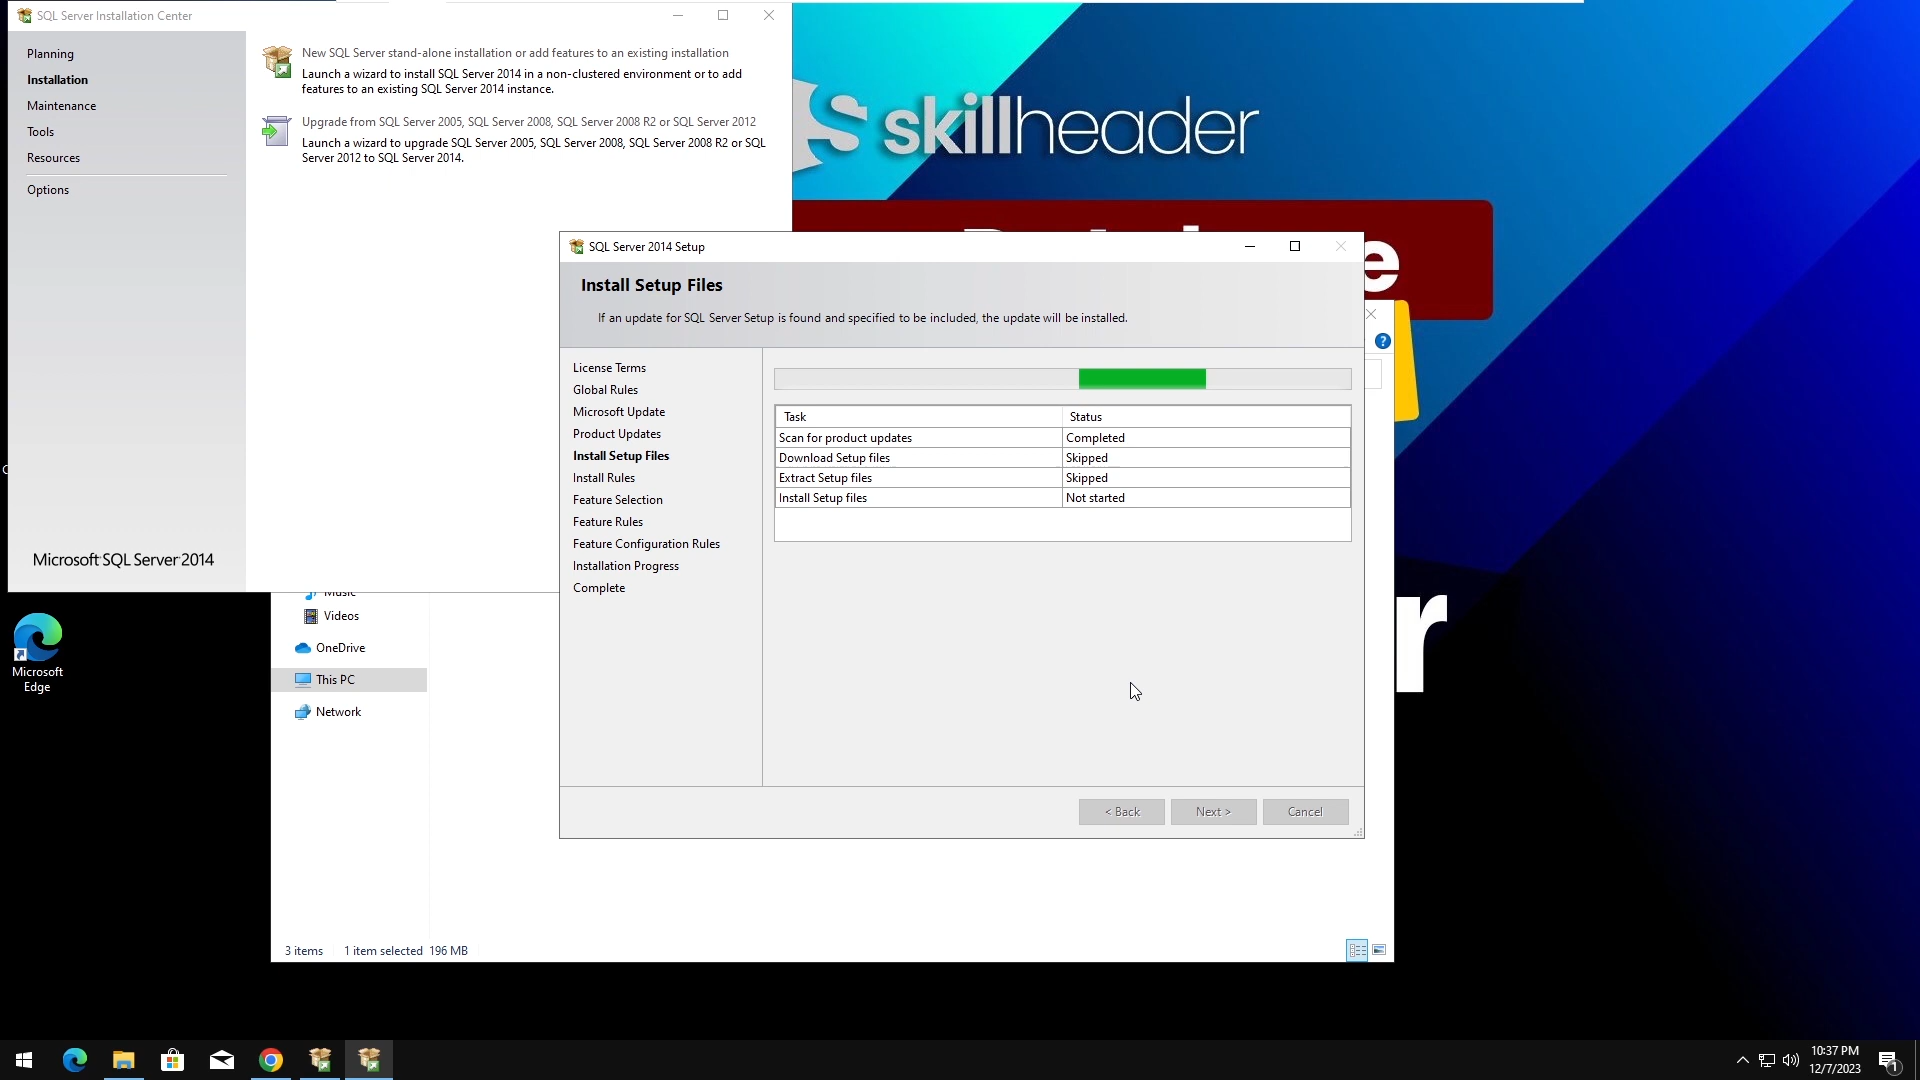 SQL Server Installation Center
Planning
Installation
Maintenance
Tools
Resources
Options
Microsoft SQL Server 2014
New SQL Server stand-alone installation or add features to an existing installation
Launch a wizard to install SQL Server 2014 in a non-clustered environment or to add
features to an existing SQL Server 2014 instance.
Upgrade from SQL Server 2005, SQL Server 2008, SQL Server 2008 R2 or SQL Server 2012
Launch a wizard to upgrade SQL Server 2005, SQL Server 2008, SQL Server 2008 R2 or SQL
Server 2012 to SQL Server 2014.
skillheader
SQL Server 2014 Setup
Install Setup Files
If an update for SQL Server Setup is found and specified to be included, the update will be installed.
License Terms
Global Rules
Microsoft Update
Product Updates
Install Setup Files
Install Rules
Feature Selection
Feature Rules
Feature Configuration Rules
Installation Progress
Complete
Task Status
Scan for product updates Completed
Download Setup files Skipped
Extract Setup files Skipped
Install Setup files Not started
< Back
Next >
Cancel
e
r
Music
Videos
OneDrive
This PC
Network
3 items 1 item selected 196 MB
Microsoft
Edge
10:37 PM
12/7/2023
1